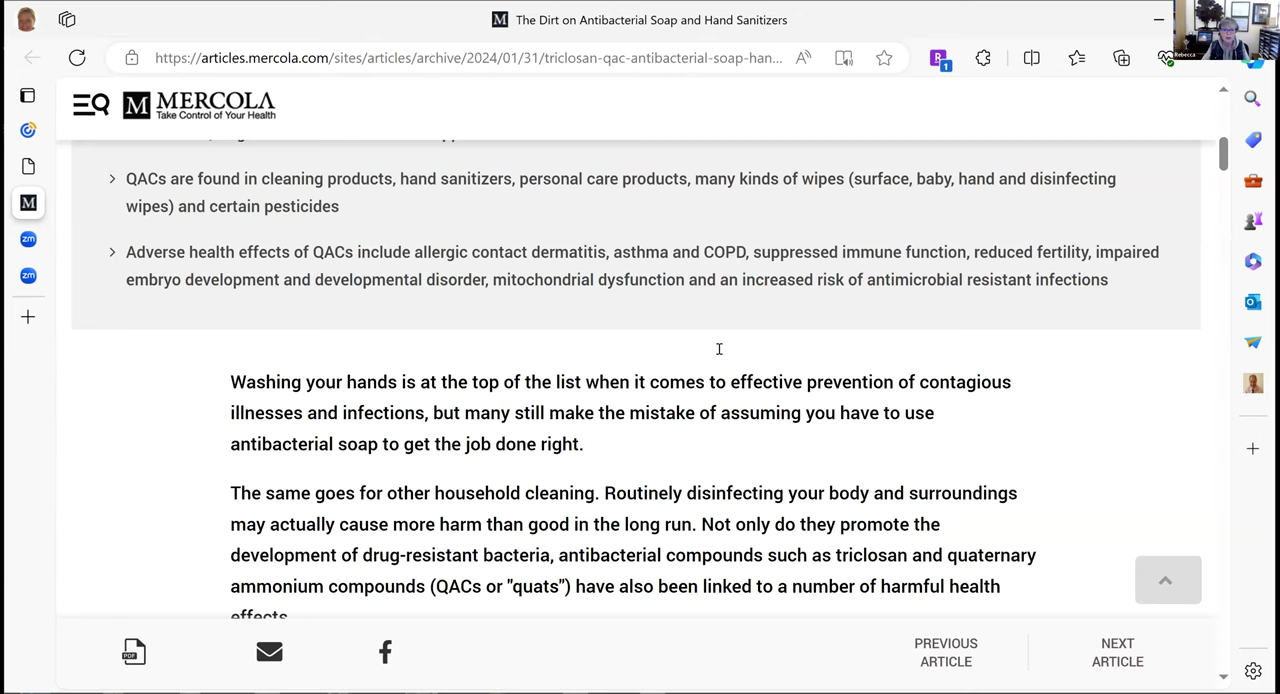 The Dirt on Antibacterial Soap and Hand Sanitizers
https://articles.mercola.com/sites/articles/archive/2024/01/31/triclosan-qac-antibacterial-soap-han...
1
Rebecca
M MERCOLA
Take Control of Your Health
QACs are found in cleaning products, hand sanitizers, personal care products, many kinds of wipes (surface, baby, hand and disinfecting
wipes) and certain pesticides
Adverse health effects of QACs include allergic contact dermatitis, asthma and COPD, suppressed immune function, reduced fertility, impaired
embryo development and developmental disorder, mitochondrial dysfunction and an increased risk of antimicrobial resistant infections
M
zm
zm
Washing your hands is at the top of the list when it comes to effective prevention of contagious
illnesses and infections, but many still make the mistake of assuming you have to use
antibacterial soap to get the job done right.
The same goes for other household cleaning. Routinely disinfecting your body and surroundings
may actually cause more harm than good in the long run. Not only do they promote the
development of drug-resistant bacteria, antibacterial compounds such as triclosan and quaternary
ammonium compounds (QACs or "quats") have also been linked to a number of harmful health
effects
PDF
PREVIOUS
ARTICLE
NEXT
ARTICLE